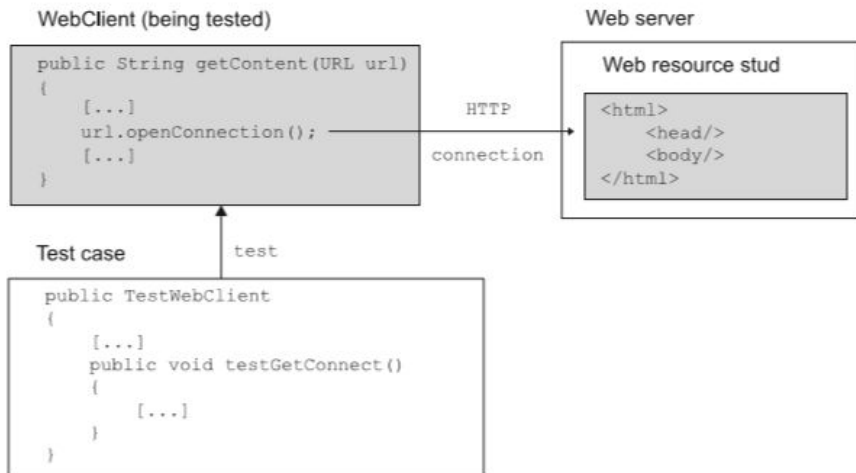 WebClient (being tested)
public String getContent(URL url)
{
[...]
url.openConnection();
[...]
}
HTTP
connection
Web server
Web resource stud
<html>
<head/>
<body/>
</html>
test
Test case
public TestWebClient
{
[...]
public void testGetConnect()
{
[...]
}
}